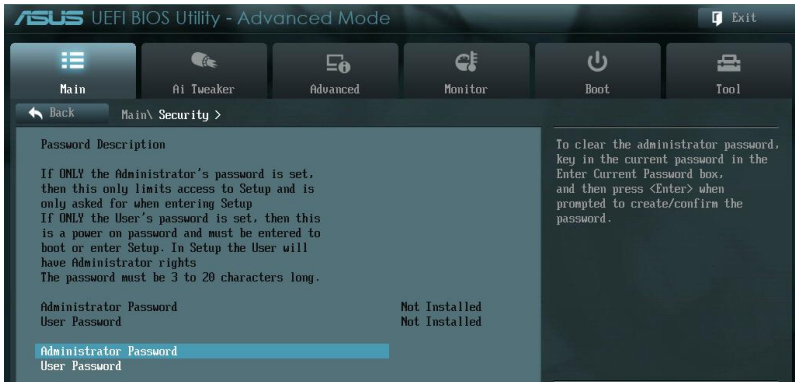 ASUS UEFI BIOS Utility - Advanced Mode
Exit
Main
Ai Tweaker
Advanced
Monitor
Boot
Tool
Back
Main\ Security >
Password Description
If ONLY the Administrator's password is set,
then this only limits access to Setup and is
only asked for when entering Setup
If ONLY the User's password is set, then this
is a power on password and must be entered to
boot or enter Setup. In Setup the User will
have Administrator rights
The password must be 3 to 20 characters long.
Administrator Password Not Installed
User Password Not Installed
Administrator Password
User Password
To clear the administrator password,
key in the current password in the
Enter Current Password box,
and then press <Enter> when
prompted to create/confirm the
password.